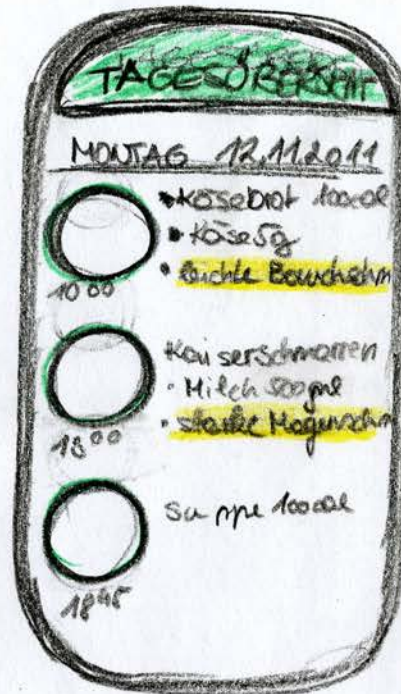 TAGESÜBERSICHT
MONTAG 12.11.2011
• Käsebrot 100cal
• Käse 5g
• leichte Bauchschm
10 00
Kaiserschmarren
• Milch 500ml
• starke Magenschm
13 00
Suppe 100cal
18 45